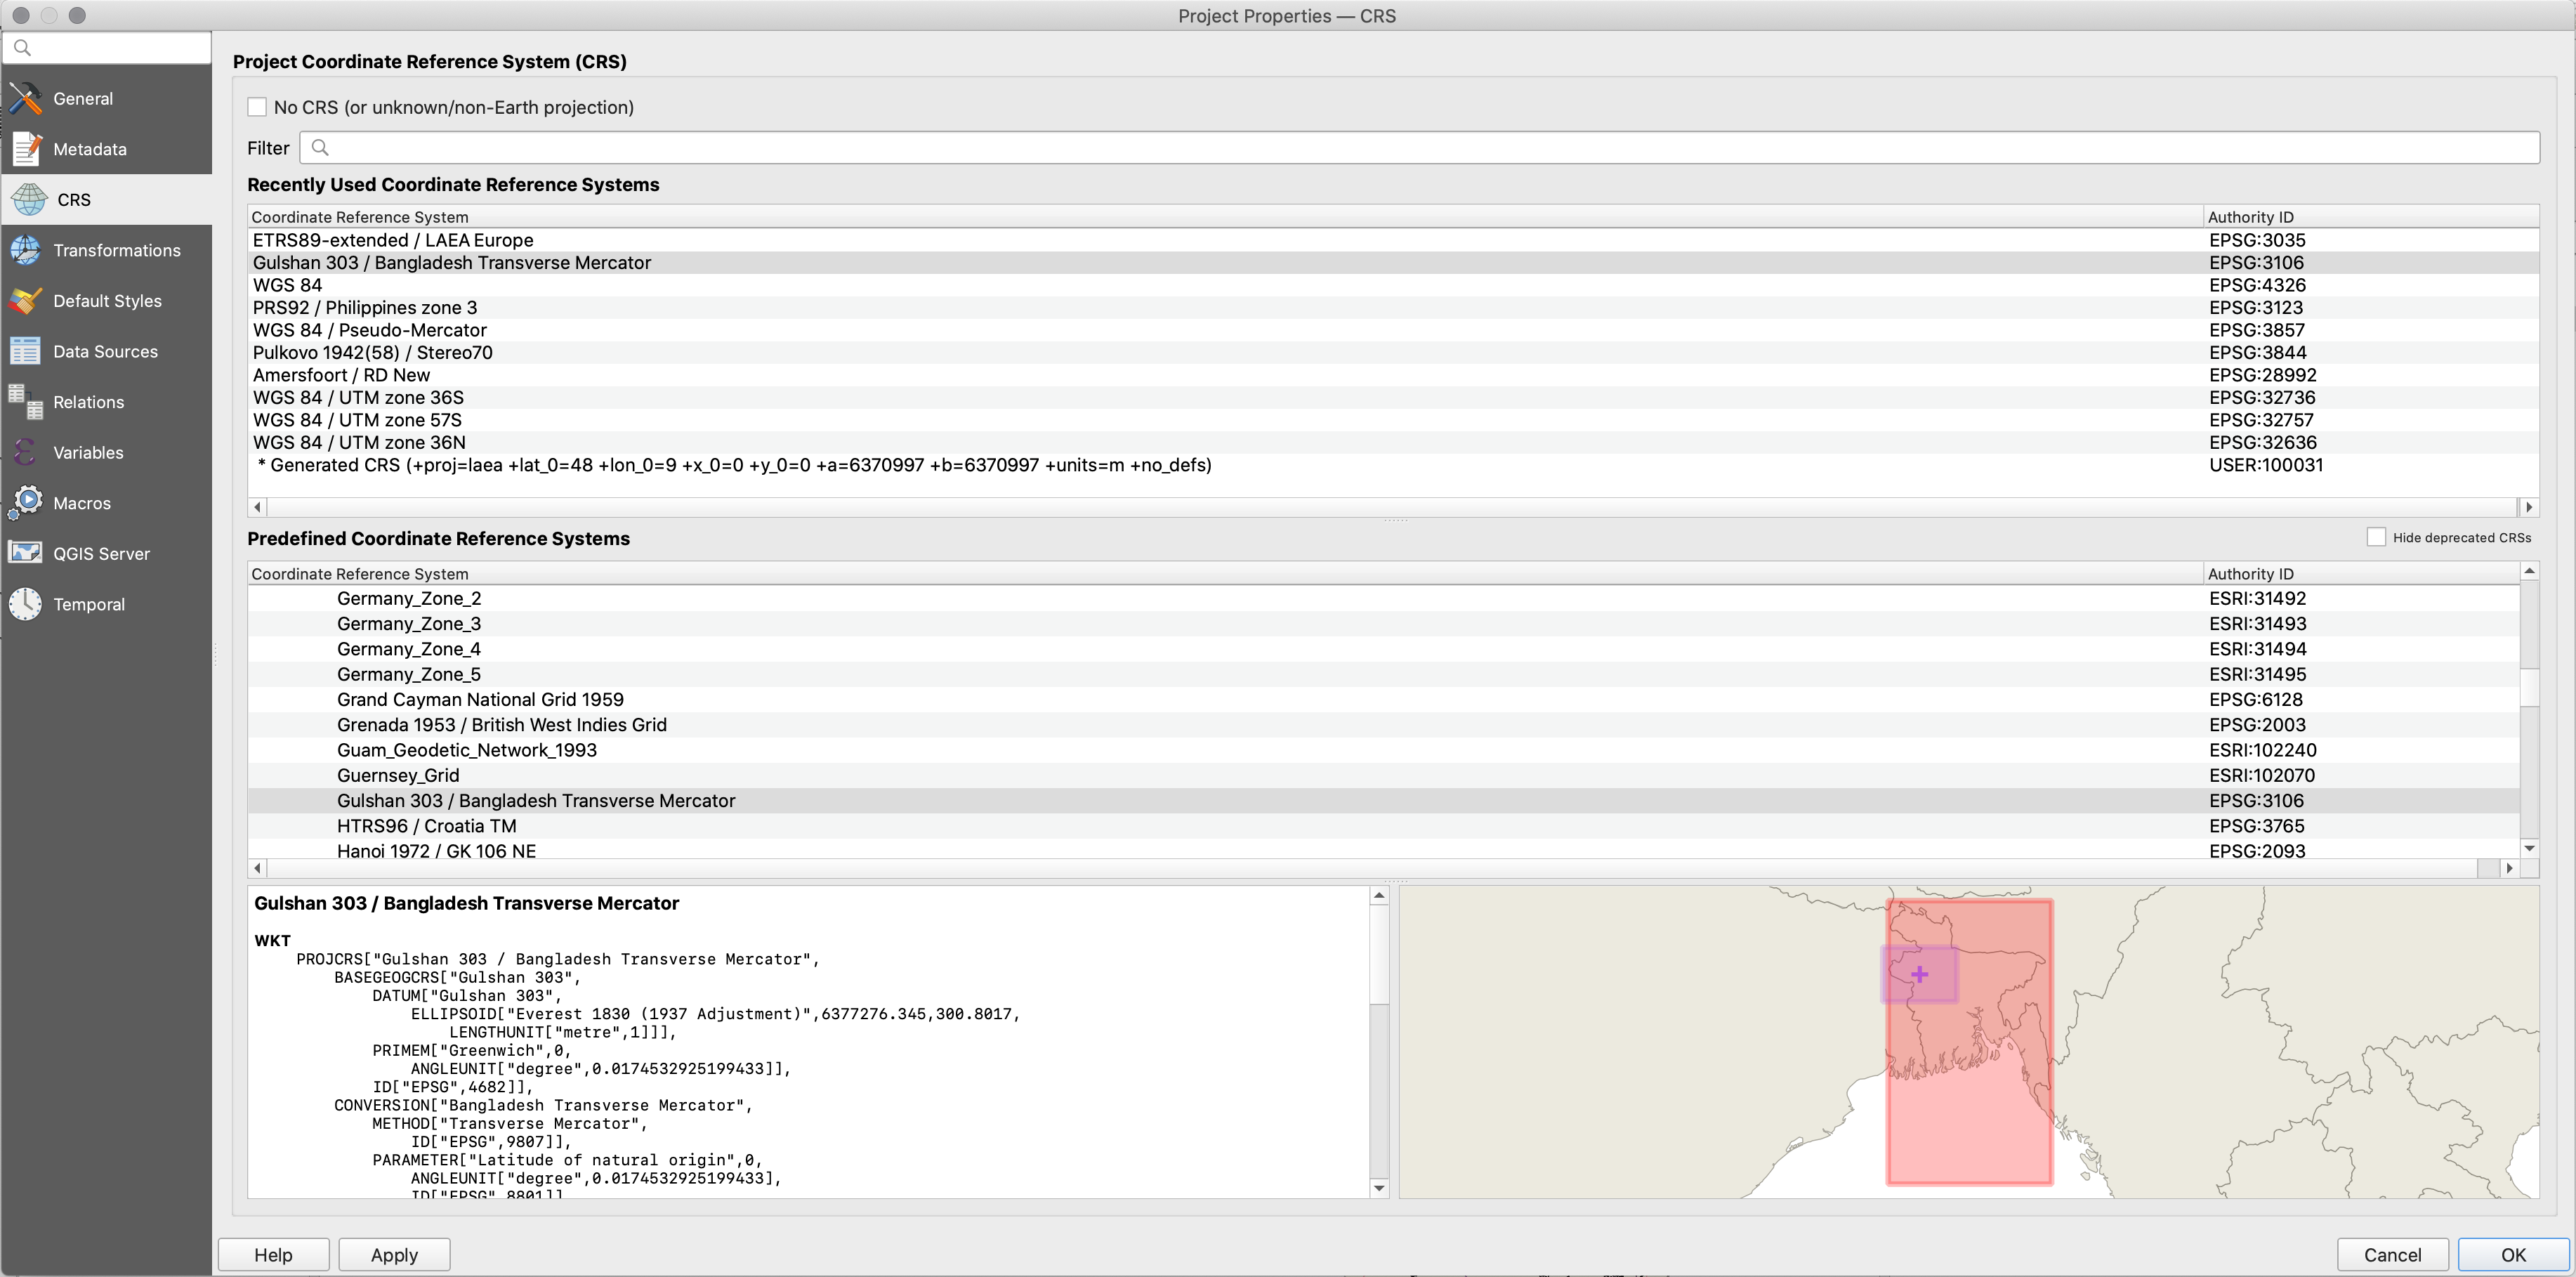 Project Properties — CRS
General
Metadata
CRS
Transformations
Default Styles
Data Sources
Relations
Variables
Macros
QGIS Server
Temporal
Project Coordinate Reference System (CRS)
No CRS (or unknown/non-Earth projection)
Filter
Recently Used Coordinate Reference Systems
Coordinate Reference System Authority ID
ETRS89-extended / LAEA Europe EPSG:3035
Gulshan 303 / Bangladesh Transverse Mercator EPSG:3106
WGS 84 EPSG:4326
PRS92 / Philippines zone 3 EPSG:3123
WGS 84 / Pseudo-Mercator EPSG:3857
Pulkovo 1942(58) / Stereo70 EPSG:3844
Amersfoort / RD New EPSG:28992
WGS 84 / UTM zone 36S EPSG:32736
WGS 84 / UTM zone 57S EPSG:32757
WGS 84 / UTM zone 36N EPSG:32636
* Generated CRS (+proj=laea +lat_0=48 +lon_0=9 +x_0=0 +y_0=0 +a=6370997 +b=6370997 +units=m +no_defs) USER:100031
Predefined Coordinate Reference Systems
Hide deprecated CRSs
Coordinate Reference System Authority ID
Germany_Zone_2 ESRI:31492
Germany_Zone_3 ESRI:31493
Germany_Zone_4 ESRI:31494
Germany_Zone_5 ESRI:31495
Grand Cayman National Grid 1959 EPSG:6128
Grenada 1953 / British West Indies Grid EPSG:2003
Guam_Geodetic_Network_1993 ESRI:102240
Guernsey_Grid ESRI:102070
Gulshan 303 / Bangladesh Transverse Mercator EPSG:3106
HTRS96 / Croatia TM EPSG:3765
Hanoi 1972 / GK 106 NE EPSG:2093
Gulshan 303 / Bangladesh Transverse Mercator
WKT
PROJCRS["Gulshan 303 / Bangladesh Transverse Mercator",
BASEGEOGCRS["Gulshan 303",
DATUM["Gulshan 303",
ELLIPSOID["Everest 1830 (1937 Adjustment)",6377276.345,300.8017,
LENGTHUNIT["metre",1]]],
PRIMEM["Greenwich",0,
ANGLEUNIT["degree",0.0174532925199433]],
ID["EPSG",4682]],
CONVERSION["Bangladesh Transverse Mercator",
METHOD["Transverse Mercator",
ID["EPSG",9807]],
PARAMETER["Latitude of natural origin",0,
ANGLEUNIT["degree",0.0174532925199433],
ID["EPSG",8801]]
Help
Apply
Cancel
OK